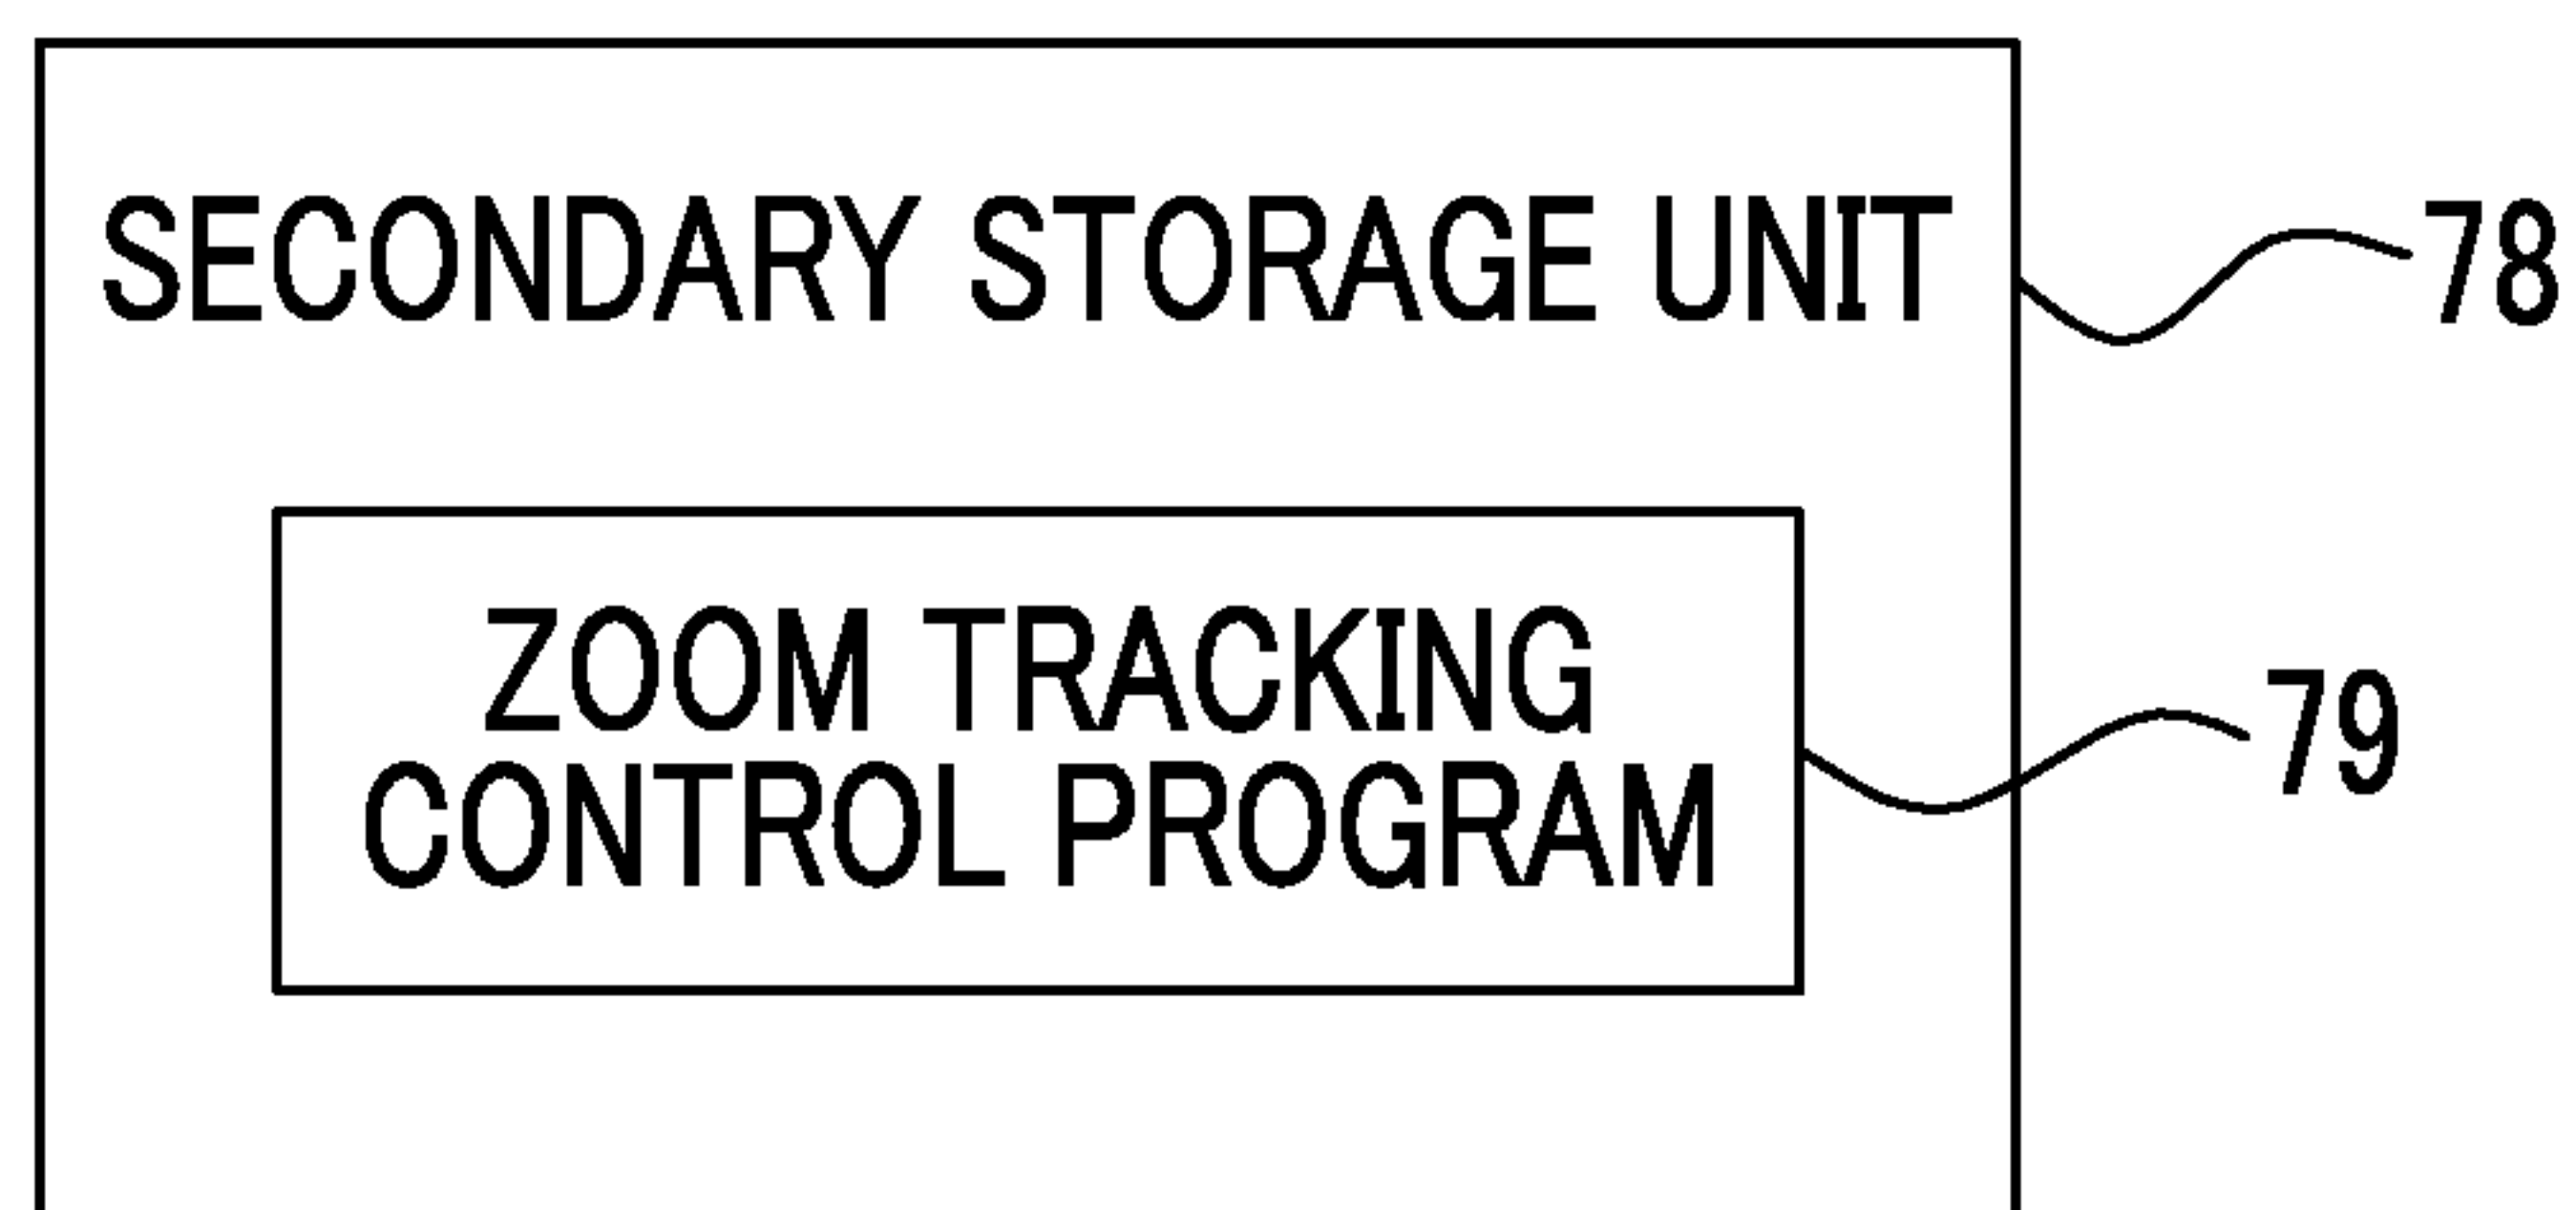 SECONDARY STORAGE UNIT
78
ZOOM TRACKING
CONTROL PROGRAM
79